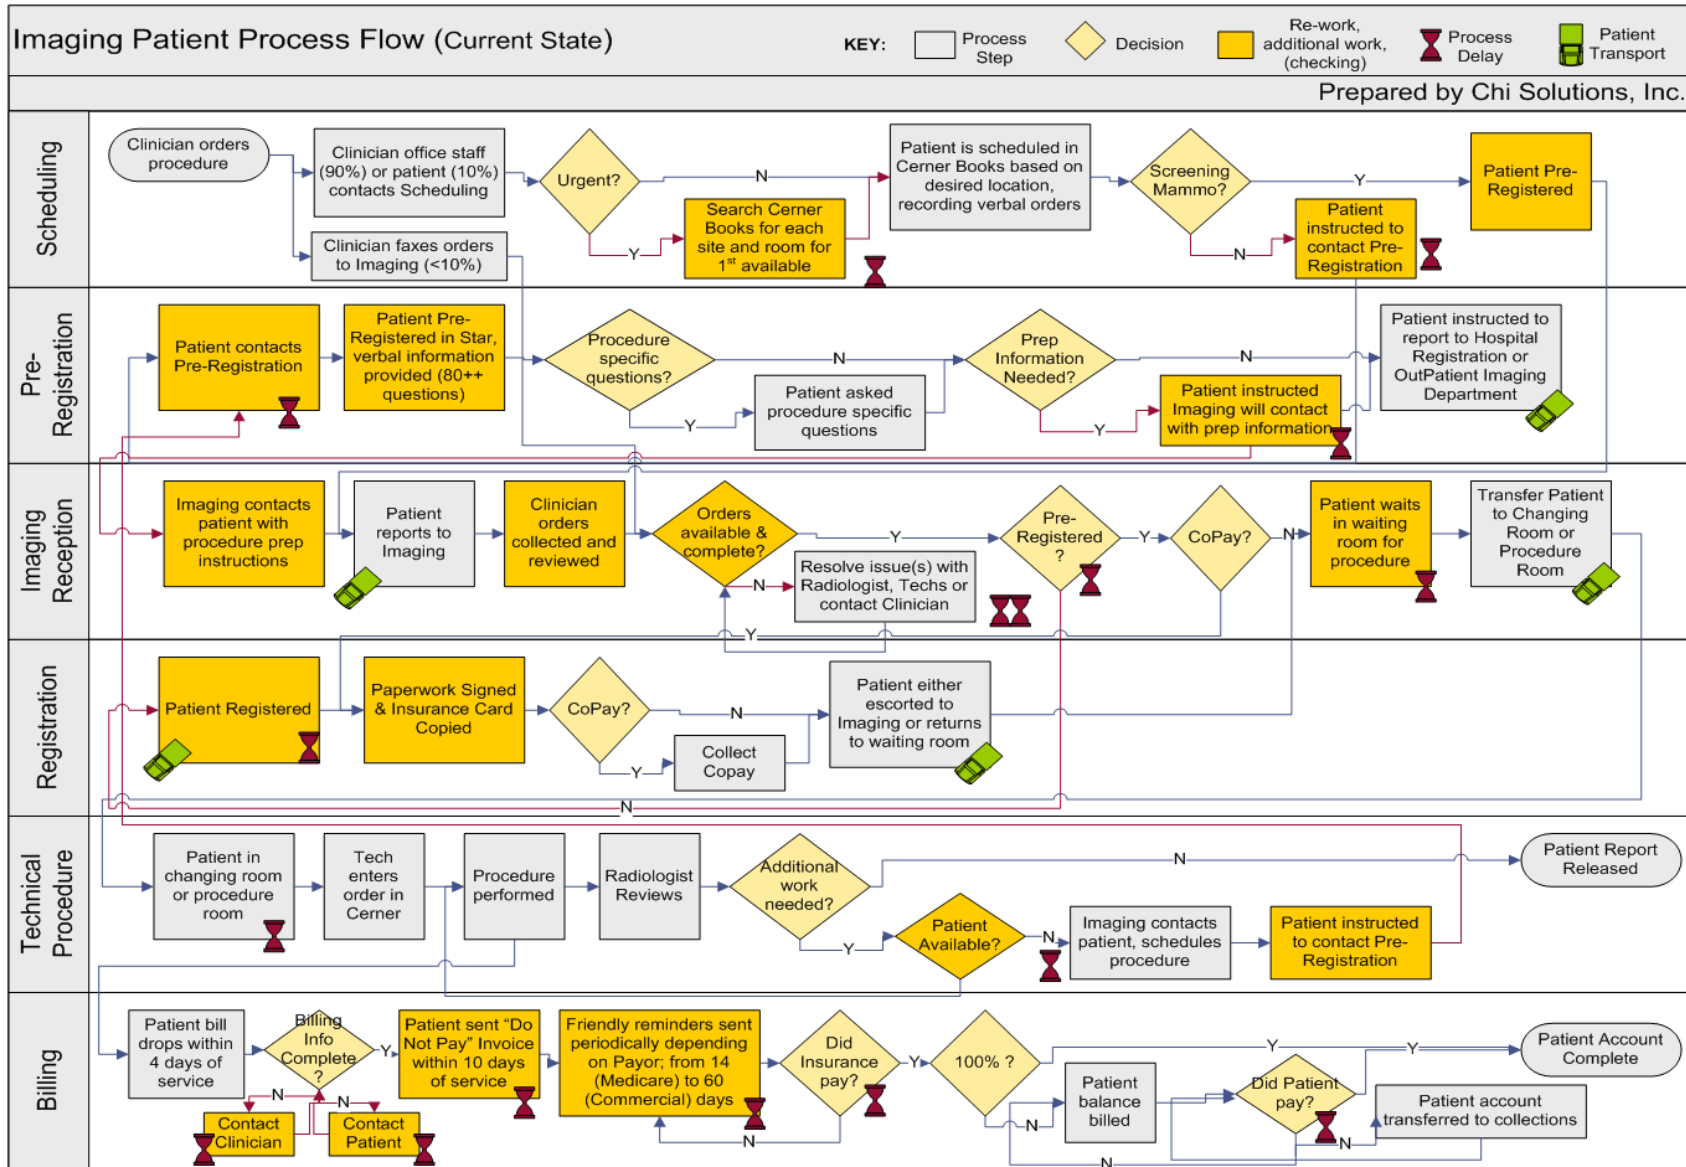 Imaging Patient Process Flow (Current State)
KEY:
Process
Step
Decision
Re-work,
additional work,
(checking)
Process
Delay
Patient
Transport
Prepared by Chi Solutions, Inc.
Scheduling
Clinician orders
procedure
Clinician office staff
(90%) or patient (10%)
contacts Scheduling
Clinician faxes orders
to Imaging (<10%)
Urgent?
N
Y
Search Cerner
Books for each
site and room for
1st available
Patient is scheduled in
Cerner Books based on
desired location,
recording verbal orders
Screening
Mammo?
Y
N
Patient
instructed to
contact Pre-
Registration
Patient Pre-
Registered
Pre-
Registration
Patient contacts
Pre-Registration
Patient Pre-
Registered in Star,
verbal information
provided (80++
questions)
Procedure
specific
questions?
N
Y
Patient asked
procedure specific
questions
Prep
Information
Needed?
N
Y
Patient instructed
Imaging will contact
with prep information
Patient instructed to
report to Hospital
Registration or
OutPatient Imaging
Department
Imaging
Reception
Imaging contacts
patient with
procedure prep
instructions
Patient
reports to
Imaging
Clinician
orders
collected and
reviewed
Orders
available &
complete?
Y
N
Resolve issue(s) with
Radiologist, Techs or
contact Clinician
Pre-
Registered
?
Y
CoPay?
N
Y
Patient waits
in waiting
room for
procedure
Transfer Patient
to Changing
Room or
Procedure
Room
Registration
Patient Registered
Paperwork Signed
& Insurance Card
Copied
CoPay?
N
Y
Collect
Copay
Patient either
escorted to
Imaging or returns
to waiting room
N
Technical
Procedure
Patient in
changing room
or procedure
room
Tech
enters
order in
Cerner
Procedure
performed
Radiologist
Reviews
Additional
work
needed?
N
Y
Patient
Available?
N
Imaging contacts
patient, schedules
procedure
Patient instructed
to contact Pre-
Registration
Patient Report
Released
Billing
Patient bill
drops within
4 days of
service
Billing
Info
Complete
?
Y
N
N
Contact
Clinician
Contact
Patient
Patient sent “Do
Not Pay” Invoice
within 10 days
of service
Friendly reminders sent
periodically depending
on Payor; from 14
(Medicare) to 60
(Commercial) days
Did
Insurance
pay?
Y
N
100% ?
Y
N
Patient
balance
billed
Did Patient
pay?
Y
N
N
Patient account
transferred to collections
Patient Account
Complete